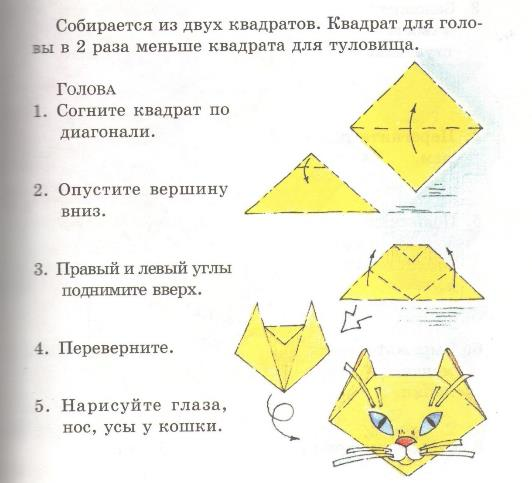 Собирается из двух квадратов. Квадрат для голо-
вы в 2 раза меньше квадрата для туловища.
Голова
1. Согните квадрат по
диагонали.
2. Опустите вершину
вниз.
3. Правый и левый углы
поднимите вверх.
4. Переверните.
5. Нарисуйте глаза,
нос, усы у кошки.